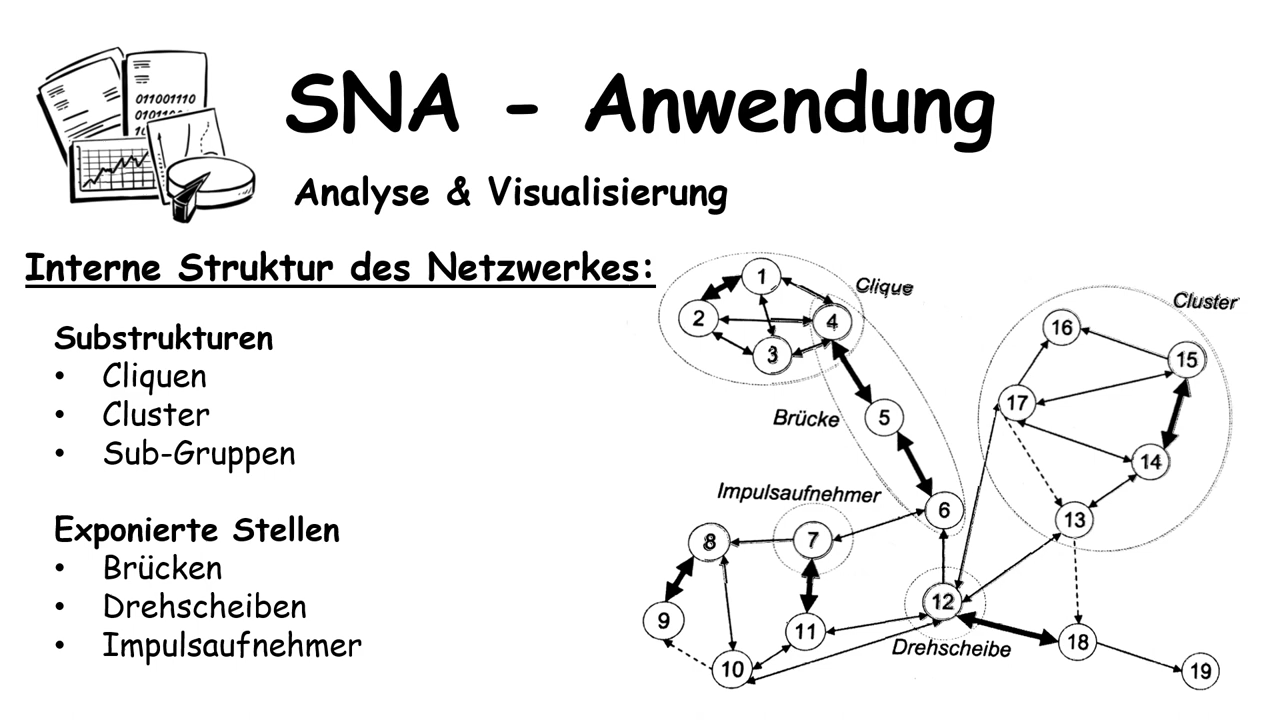 011001110
SNA - Anwendung
Analyse & Visualisierung
Interne Struktur des Netzwerkes:
Substrukturen
• Cliquen
• Cluster
• Sub-Gruppen
Exponierte Stellen
• Brücken
• Drehscheiben
• Impulsaufnehmer
1
Clique
2
4
3
Cluster
16
15
17
Brücke
5
14
Impulsaufnehmer
6
13
8
7
12
9
11
Drehscheibe
18
10
19